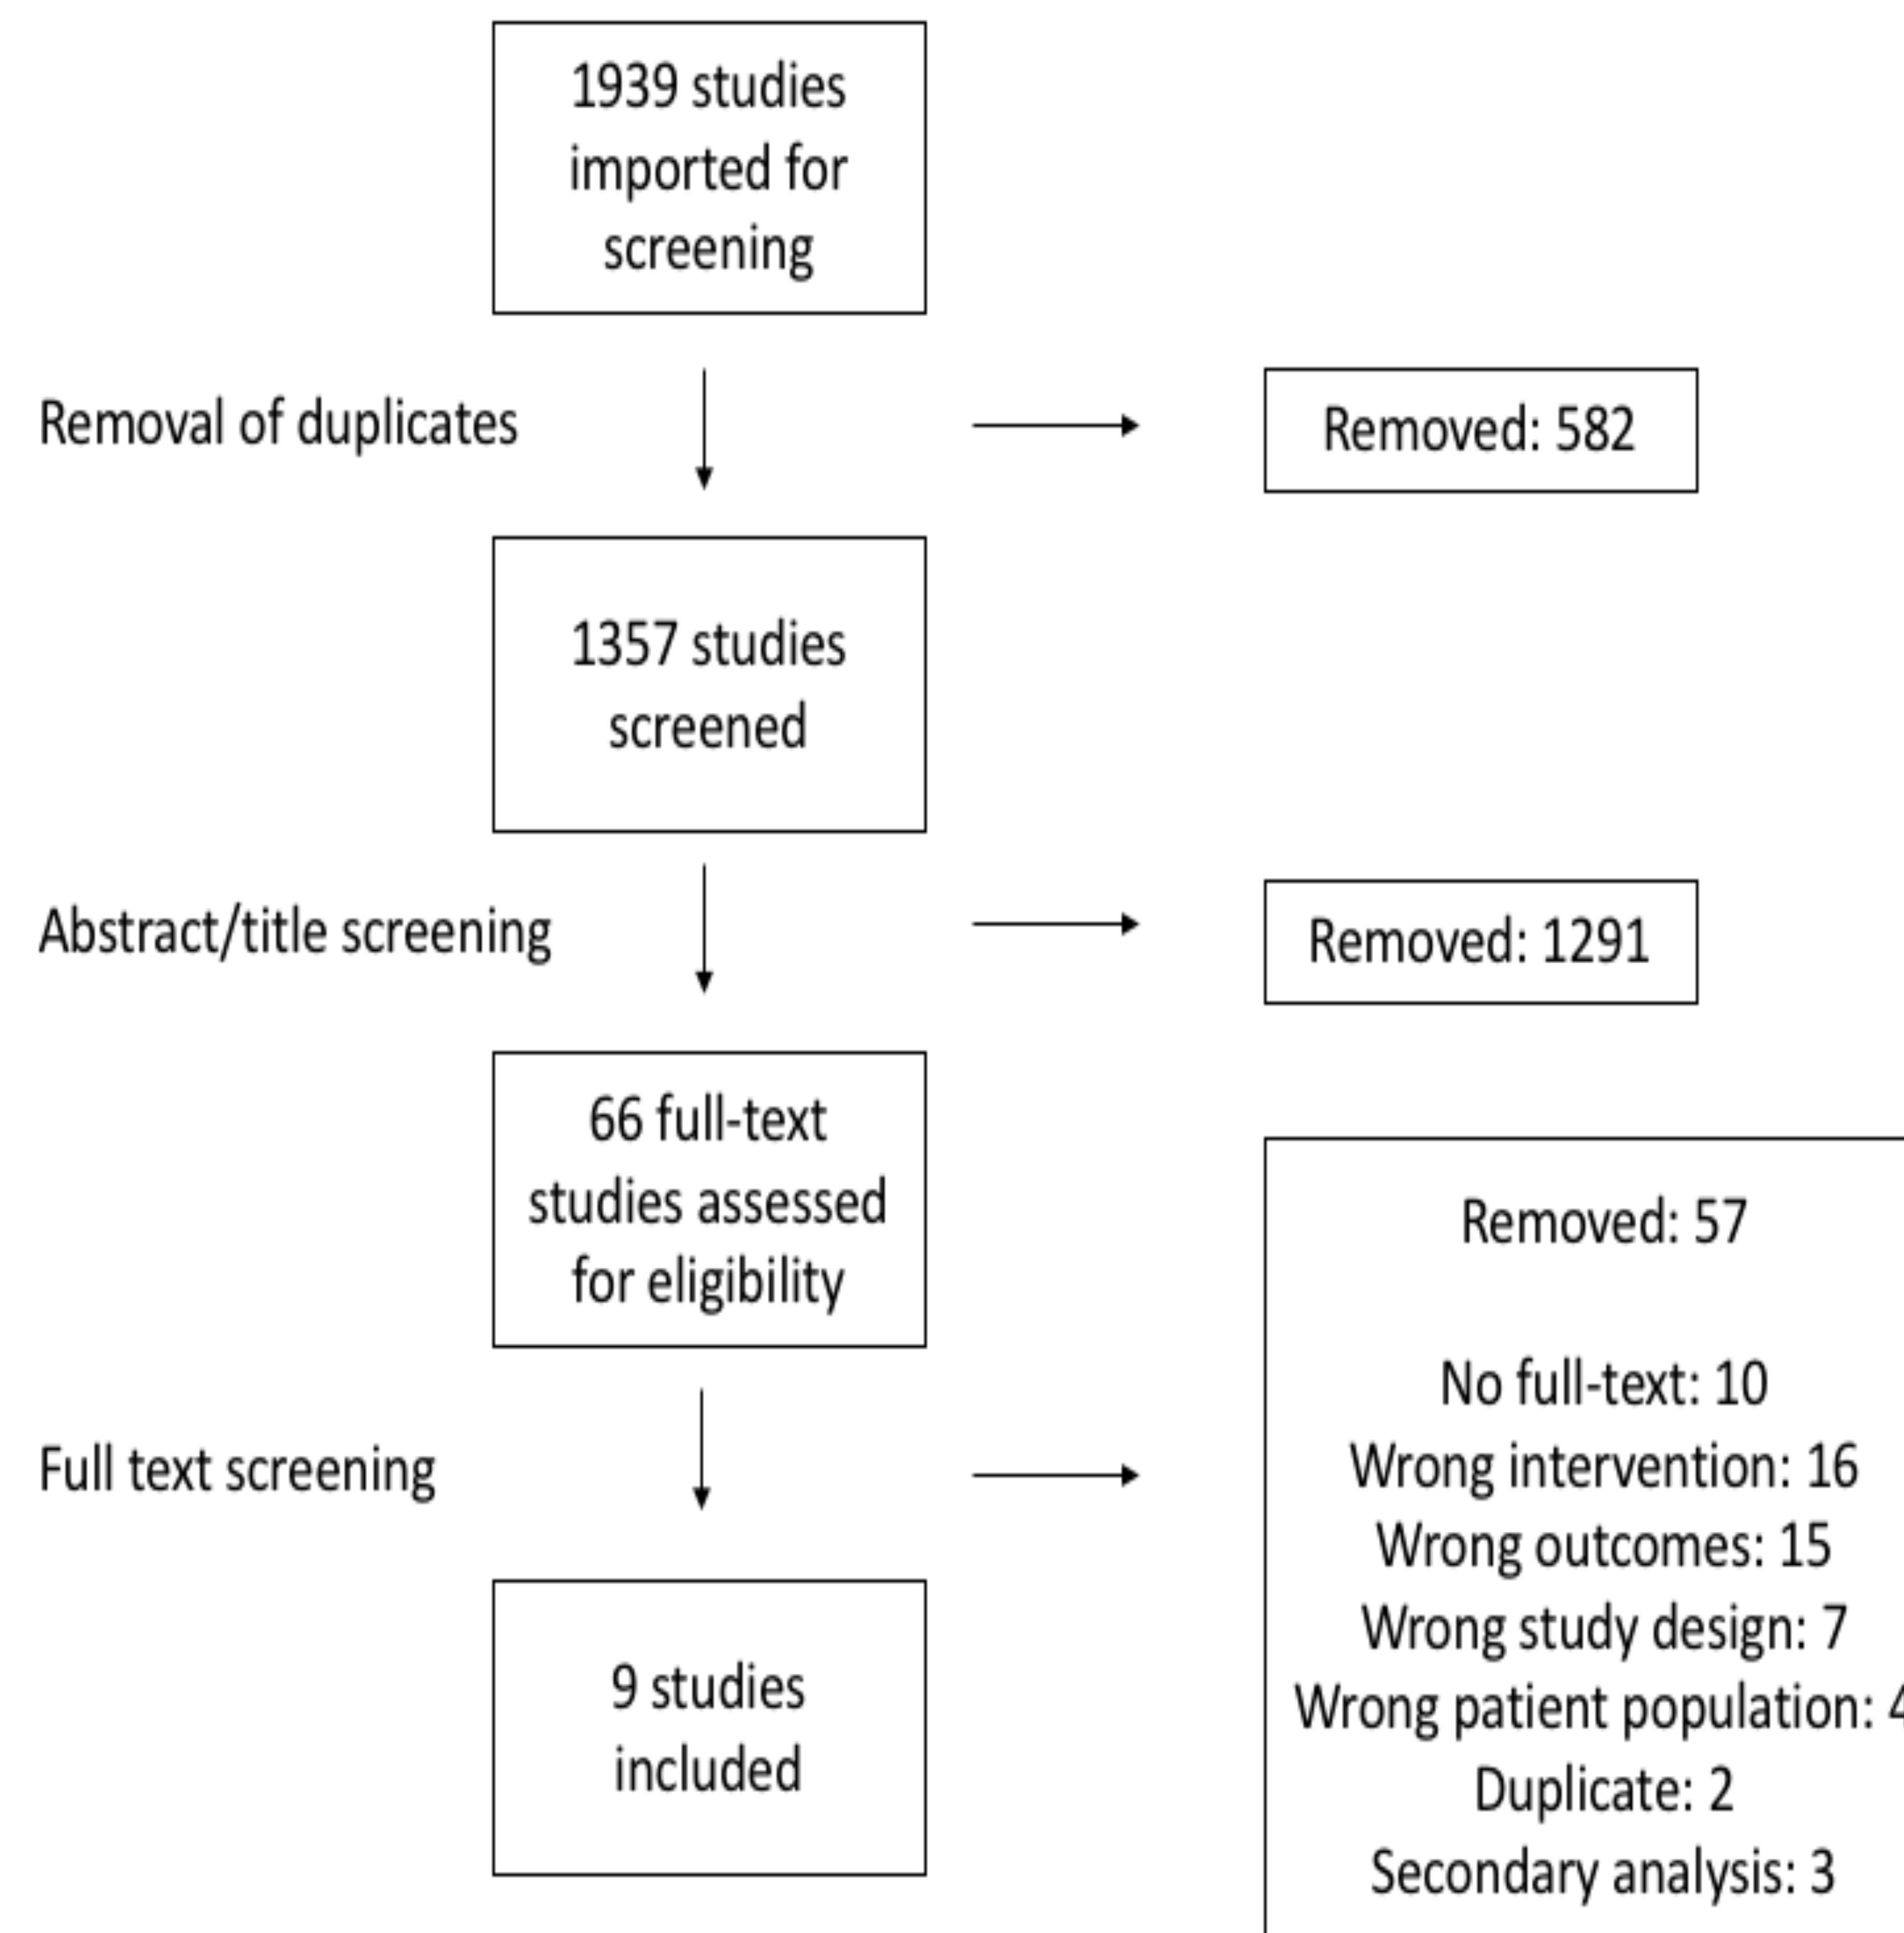 1939 studies
imported for
screening
Removal of duplicates
Removed: 582
1357 studies
screened
Abstract/title screening
Removed: 1291
66 full-text
studies assessed
for eligibility
Removed: 57
No full-text: 10
Wrong intervention: 16
Wrong outcomes: 15
Wrong study design: 7
Wrong patient population: 4
Duplicate: 2
Secondary analysis: 3
Full text screening
9 studies
included